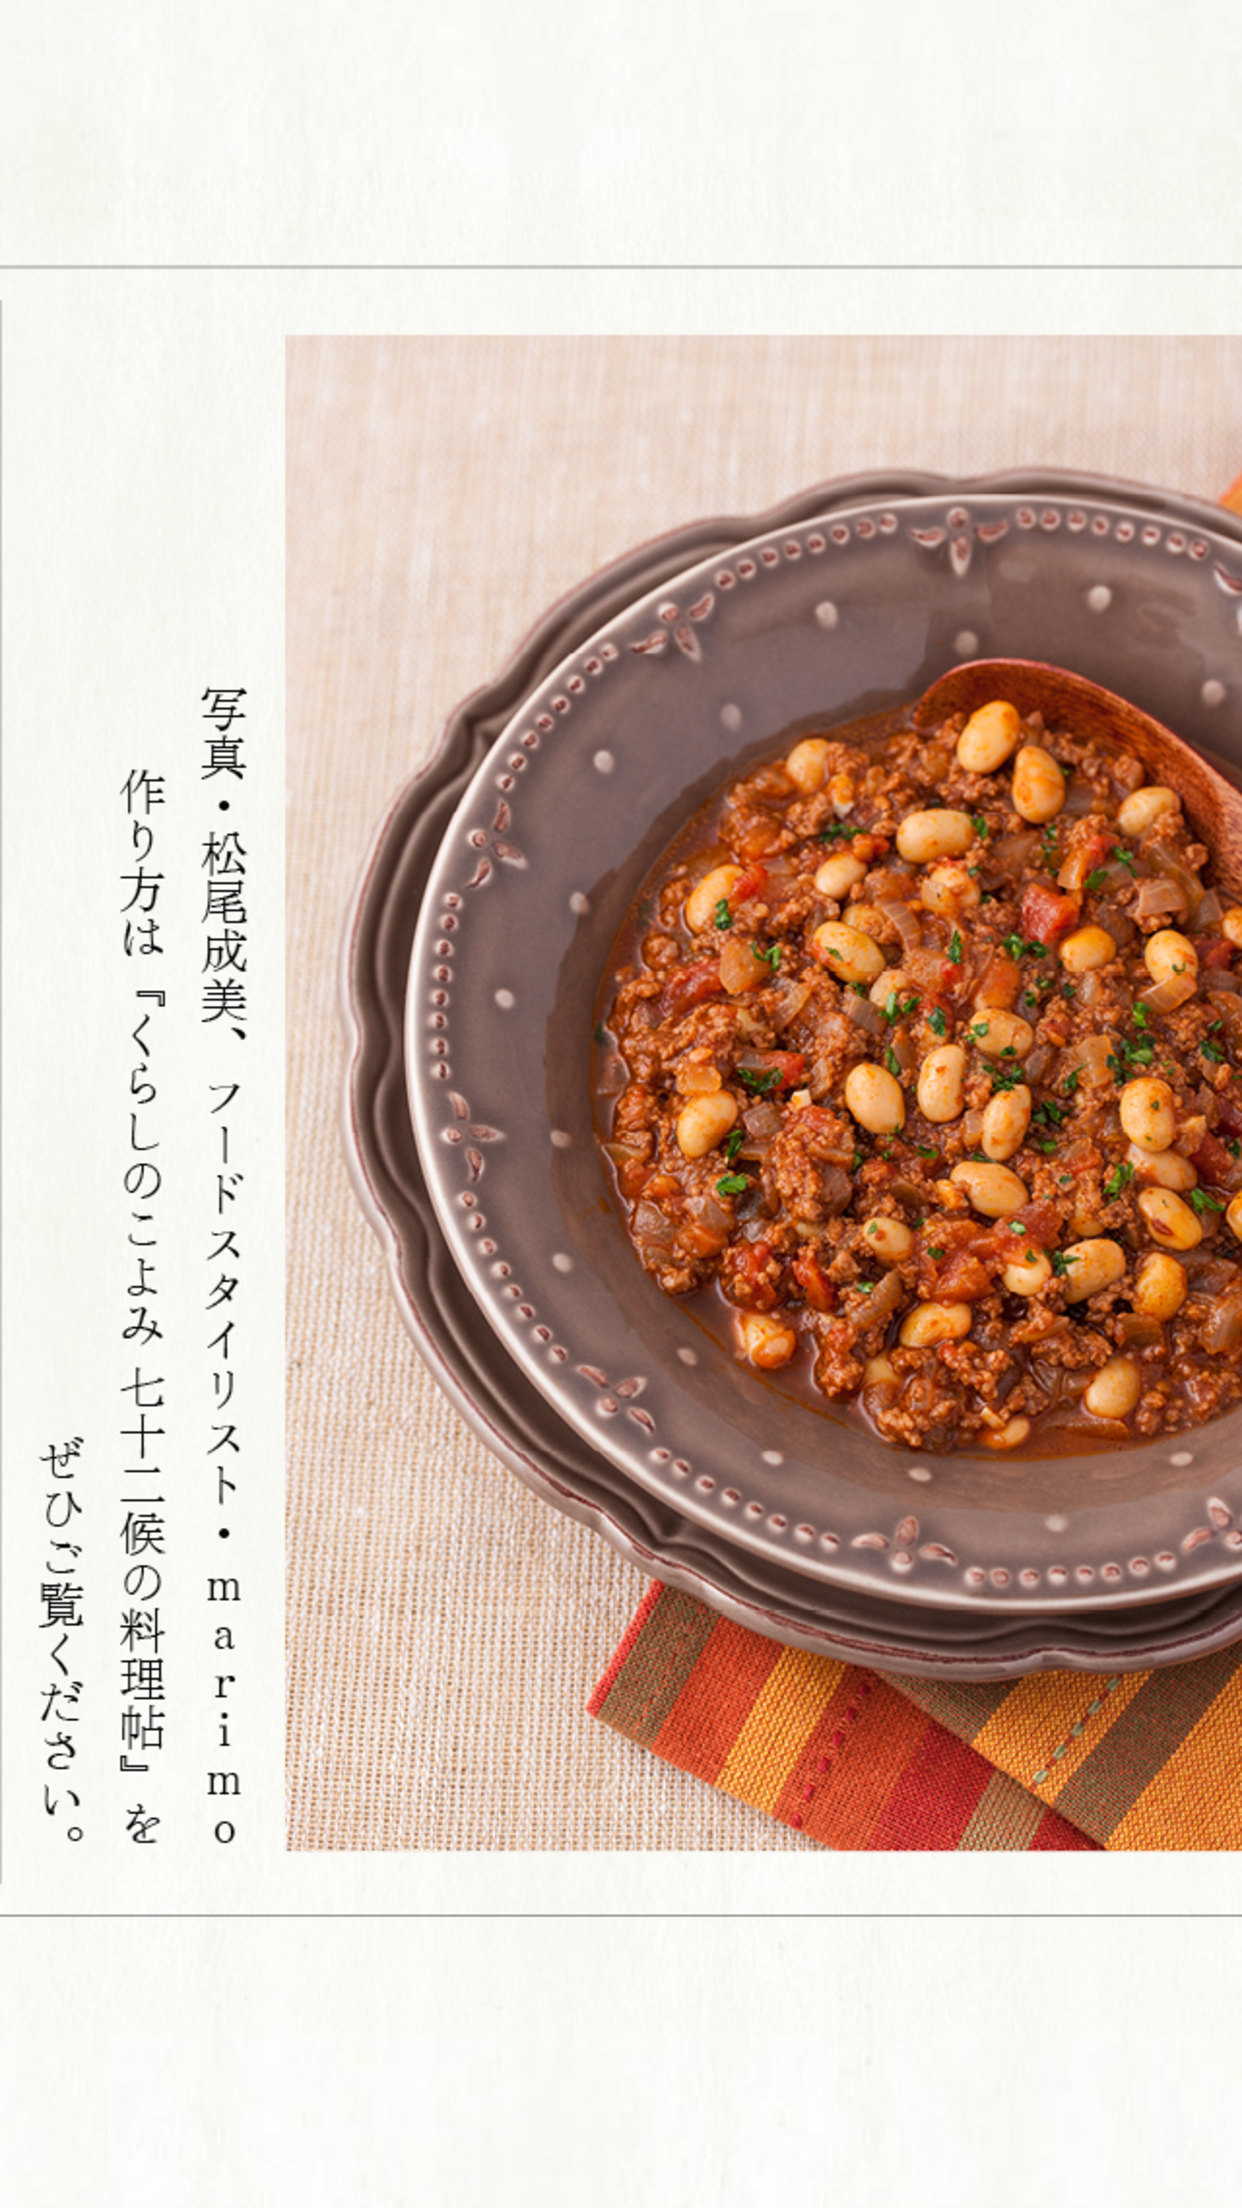 写真・松尾成美、フードスタイリスト・marimo
作り方は『くらしのこよみ 七十二候の料理帖』を
ぜひご覧ください。